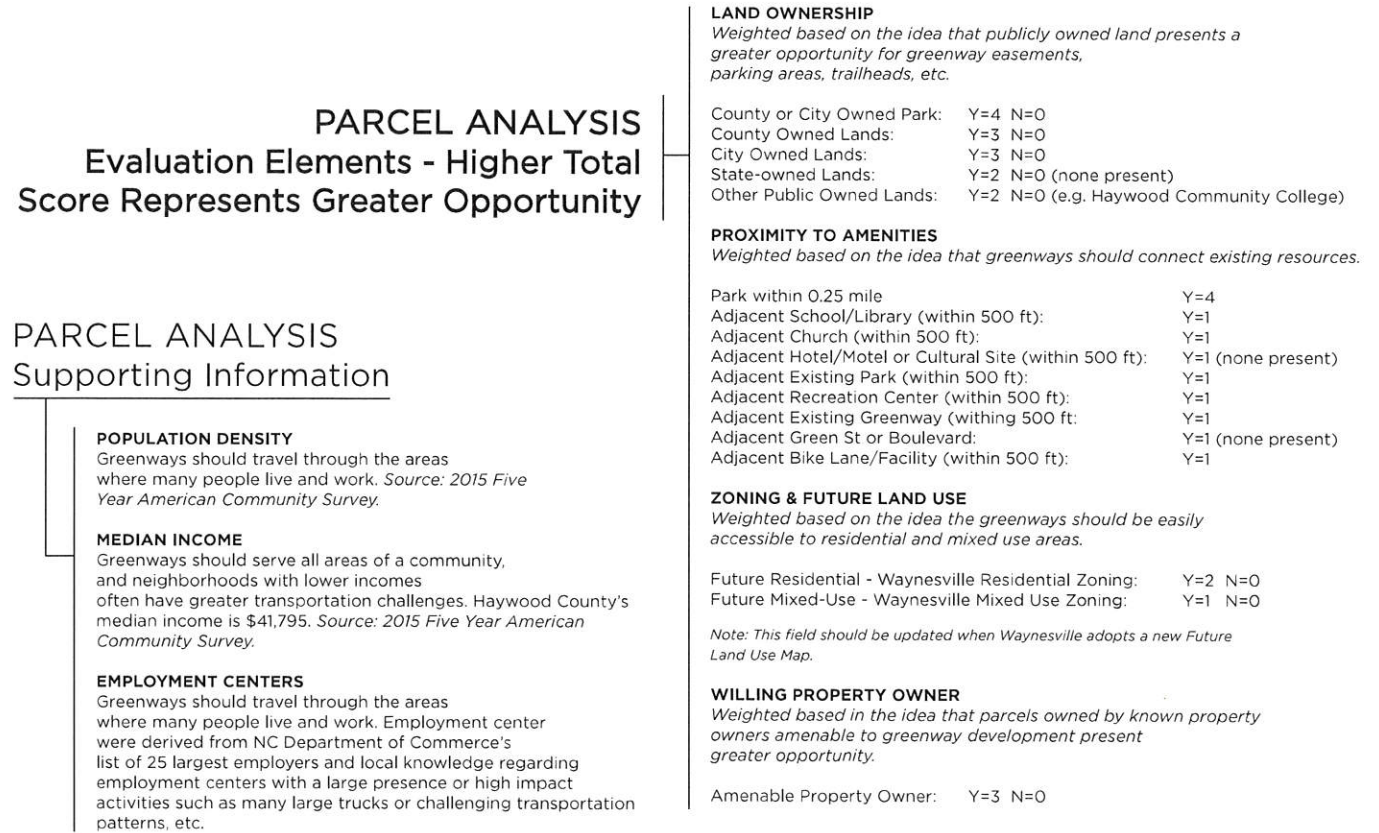 PARCEL ANALYSIS
Evaluation Elements - Higher Total
Score Represents Greater Opportunity
LAND OWNERSHIP
Weighted based on the idea that publicly owned land presents a
greater opportunity for greenway easements,
parking areas, trailheads, etc.
County or City Owned Park: Y=4 N=0
County Owned Lands: Y=3 N=0
City Owned Lands: Y=3 N=0
State-owned Lands: Y=2 N=0 (none present)
Other Public Owned Lands: Y=2 N=0 (e.g. Haywood Community College)
PROXIMITY TO AMENITIES
Weighted based on the idea that greenways should connect existing resources.
Park within 0.25 mile Y=4
Adjacent School/Library (within 500 ft): Y=1
Adjacent Church (within 500 ft): Y=1
Adjacent Hotel/Motel or Cultural Site (within 500 ft): Y=1 (none present)
Adjacent Existing Park (within 500 ft): Y=1
Adjacent Recreation Center (within 500 ft): Y=1
Adjacent Existing Greenway (withing 500 ft: Y=1
Adjacent Green St or Boulevard: Y=1 (none present)
Adjacent Bike Lane/Facility (within 500 ft): Y=1
ZONING & FUTURE LAND USE
Weighted based on the idea the greenways should be easily
accessible to residential and mixed use areas.
Future Residential - Waynesville Residential Zoning: Y=2 N=0
Future Mixed-Use - Waynesville Mixed Use Zoning: Y=1 N=0
Note: This field should be updated when Waynesville adopts a new Future
Land Use Map.
WILLING PROPERTY OWNER
Weighted based in the idea that parcels owned by known property
owners amenable to greenway development present
greater opportunity.
Amenable Property Owner: Y=3 N=0
PARCEL ANALYSIS
Supporting Information
POPULATION DENSITY
Greenways should travel through the areas
where many people live and work. Source: 2015 Five
Year American Community Survey.
MEDIAN INCOME
Greenways should serve all areas of a community,
and neighborhoods with lower incomes
often have greater transportation challenges. Haywood County's
median income is $41,795. Source: 2015 Five Year American
Community Survey.
EMPLOYMENT CENTERS
Greenways should travel through the areas
where many people live and work. Employment center
were derived from NC Department of Commerce's
list of 25 largest employers and local knowledge regarding
employment centers with a large presence or high impact
activities such as many large trucks or challenging transportation
patterns, etc.